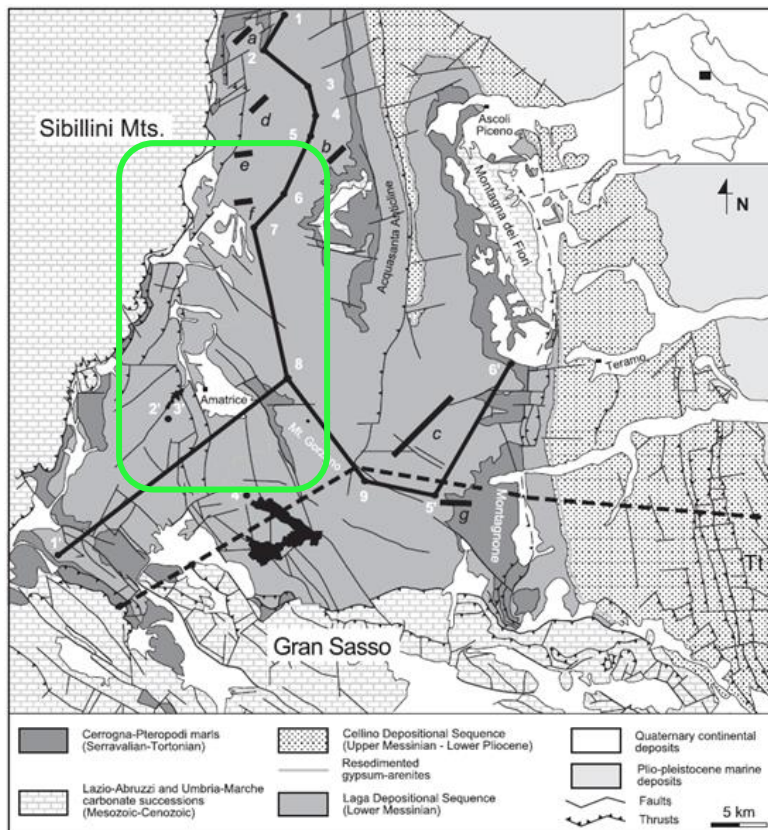 1
a
2
3
Sibillini Mts.
d
4
Ascoli
Piceno
5
b
e
N
6
f
Montagna dei Fiori
7
Acquasanta Anticline
8
6'
Teramo
Amatrice
2'
3'
c
Mt. Gorzano
9
4'
5'
g
Montagnone
1'
Tt
Gran Sasso
Cerrogna-Pteropodi marls
(Serravalian-Tortonian)
Lazio-Abruzzi and Umbria-Marche
carbonate successions
(Mesozoic-Cenozoic)
Cellino Depositional Sequence
(Upper Messinian - Lower Pliocene)
Resedimented
gypsum-arenites
Laga Depositional Sequence
(Lower Messinian)
Quaternary continental
deposits
Plio-pleistocene marine
deposits
Faults
Thrusts
5 km